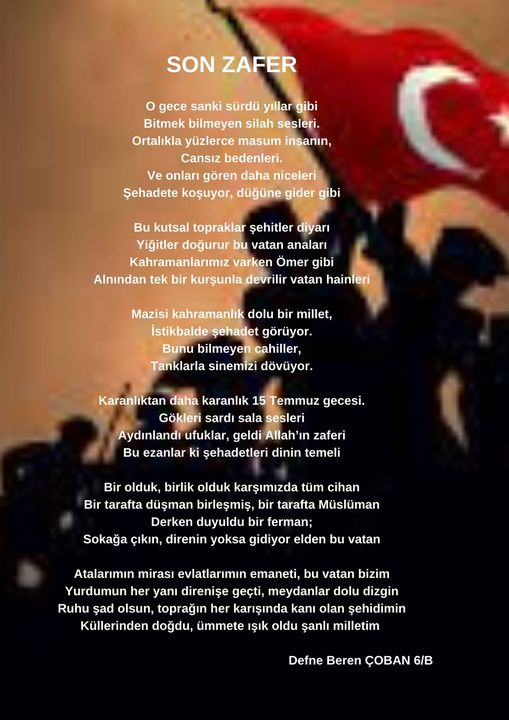 SON ZAFER
O gece sanki sürdü yıllar gibi
Bitmek bilmeyen silah sesleri.
Ortalıkla yüzlerce masum insanın,
Cansız bedenleri.
Ve onları gören daha niceleri
Şehadete koşuyor, düğüne gider gibi
Bu kutsal topraklar şehitler diyarı
Yiğitler doğurur bu vatan anaları
Kahramanlarımız varken Ömer gibi
Alnından tek bir kurşunla devrilir vatan hainleri
Mazisi kahramanlık dolu bir millet,
İstikbalde şehadet görüyor.
Bunu bilmeyen cahiller,
Tanklarla sinemizi dövüyor.
Karanlıktan daha karanlık 15 Temmuz gecesi.
Gökleri sardı sala sesleri
Aydınlandı ufuklar, geldi Allah'ın zaferi
Bu ezanlar ki şehadetleri dinin temeli
Bir olduk, birlik olduk karşımızda tüm cihan
Bir tarafta düşman birleşmiş, bir tarafta Müslüman
Derken duyuldu bir ferman;
Sokağa çıkın, direnin yoksa gidiyor elden bu vatan
Atalarımın mirası evlatlarımın emaneti, bu vatan bizim
Yurdumun her yanı direnişe geçti, meydanlar dolu dizgin
Ruhu şad olsun, toprağın her karışında kanı olan şehidimin
Küllerinden doğdu, ümmete ışık oldu şanlı milletim
Defne Beren ÇOBAN 6/B